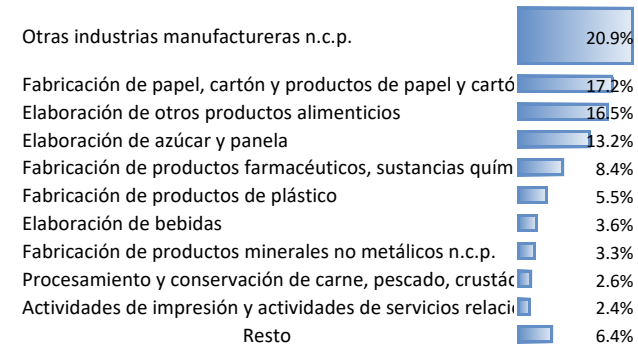 Otras industrias manufactureras n.c.p. 20.9%
Fabricación de papel, cartón y productos de papel y cartó 17.2%
Elaboración de otros productos alimenticios 16.5%
Elaboración de azúcar y panela 13.2%
Fabricación de productos farmacéuticos, sustancias quím 8.4%
Fabricación de productos de plástico 5.5%
Elaboración de bebidas 3.6%
Fabricación de productos minerales no metálicos n.c.p. 3.3%
Procesamiento y conservación de carne, pescado, crustác 2.6%
Actividades de impresión y actividades de servicios relaci 2.4%
Resto 6.4%